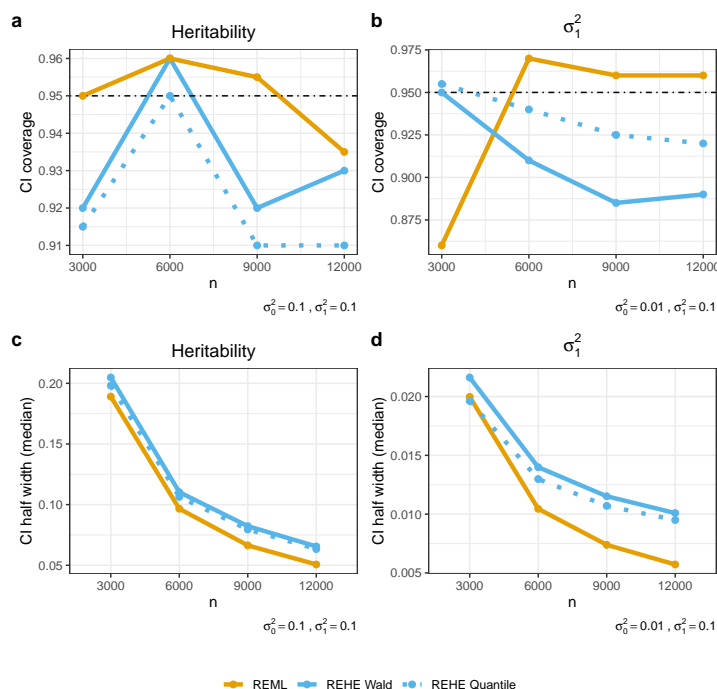 a
Heritability
CI coverage
0.96
0.95
0.94
0.93
0.92
0.91
3000 6000 9000 12000
n
σ₀² = 0.1 , σ₁² = 0.1
b
σ₁²
CI coverage
0.975
0.950
0.925
0.900
0.875
3000 6000 9000 12000
n
σ₀² = 0.01 , σ₁² = 0.1
c
Heritability
CI half width (median)
0.20
0.15
0.10
0.05
3000 6000 9000 12000
n
σ₀² = 0.1 , σ₁² = 0.1
d
σ₁²
CI half width (median)
0.020
0.015
0.010
0.005
3000 6000 9000 12000
n
σ₀² = 0.01 , σ₁² = 0.1
REML REHE Wald REHE Quantile